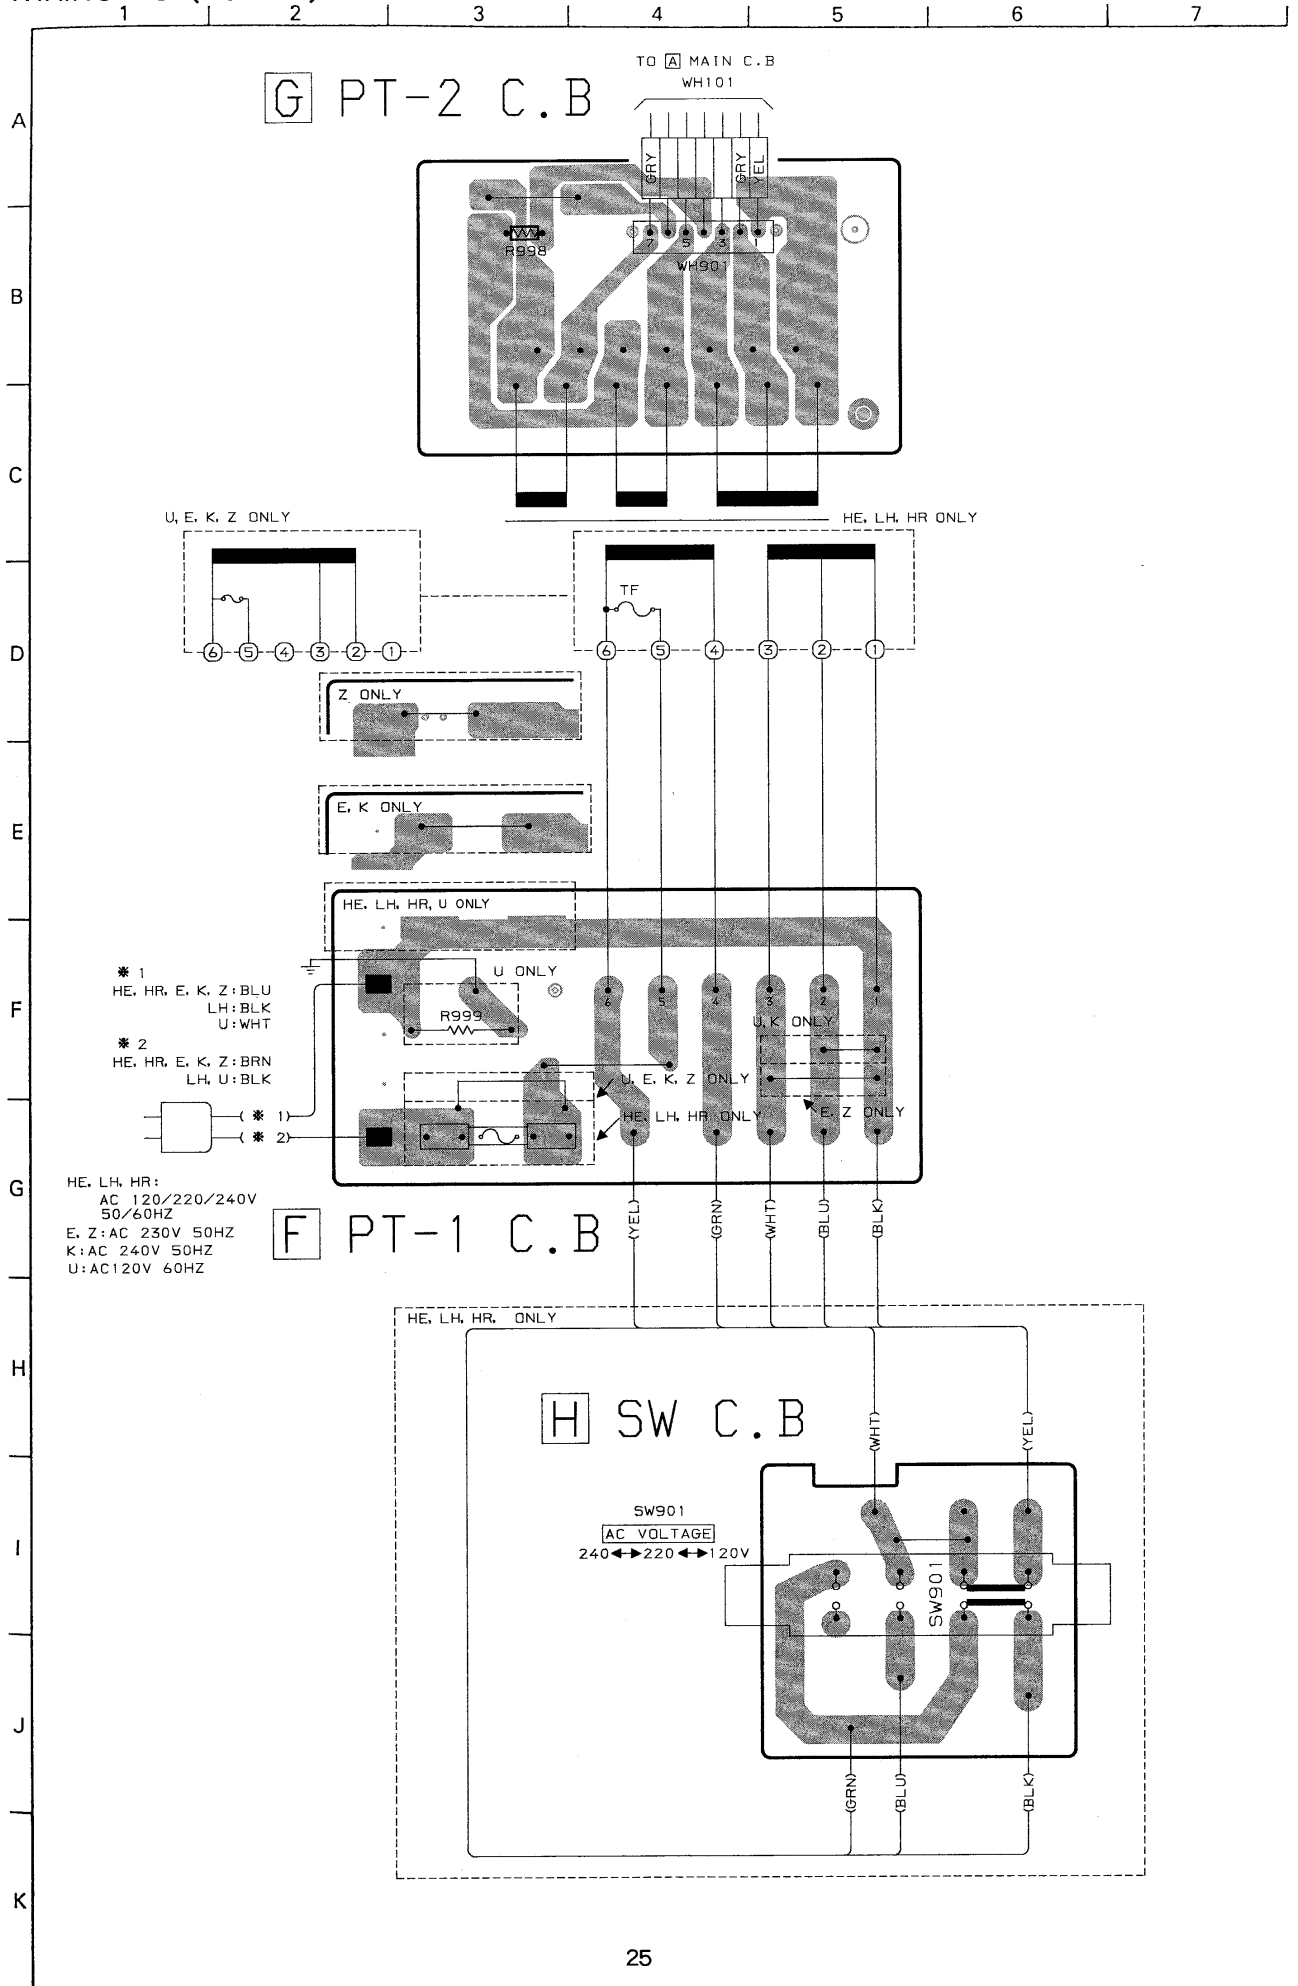 1 2 3 4 5 6 7
TO A MAIN C.B
WH101
G PT-2 C.B
A
GRY GRY YEL
R998
7 5 3 1
WH901
B
C
U, E, K, Z ONLY
HE, LH, HR ONLY
TF
D
6 5 4 3 2 1
6 5 4 3 2 1
Z ONLY
E, K ONLY
E
HE, LH, HR, U ONLY
※ 1
HE, HR, E, K, Z:BLU
LH:BLK
U:WHT
※ 2
HE, HR, E, K, Z:BRN
LH, U:BLK
F
U ONLY
R999
6 5 4 3 2 1
U,K ONLY
U, E, K, Z ONLY
E, Z ONLY
HE, LH, HR ONLY
( ※ 1)
( ※ 2)
G
HE, LH, HR:
AC 120/220/240V
50/60HZ
E, Z:AC 230V 50HZ
K:AC 240V 50HZ
U:AC120V 60HZ
F PT-1 C.B
(YEL) (GRN) (WHT) (BLU) (BLK)
HE, LH, HR, ONLY
H
H SW C.B
(WHT) (YEL)
SW901
AC VOLTAGE
240◄►220◄►120V
I
SW901
J
(GRN) (BLU) (BLK)
K
25